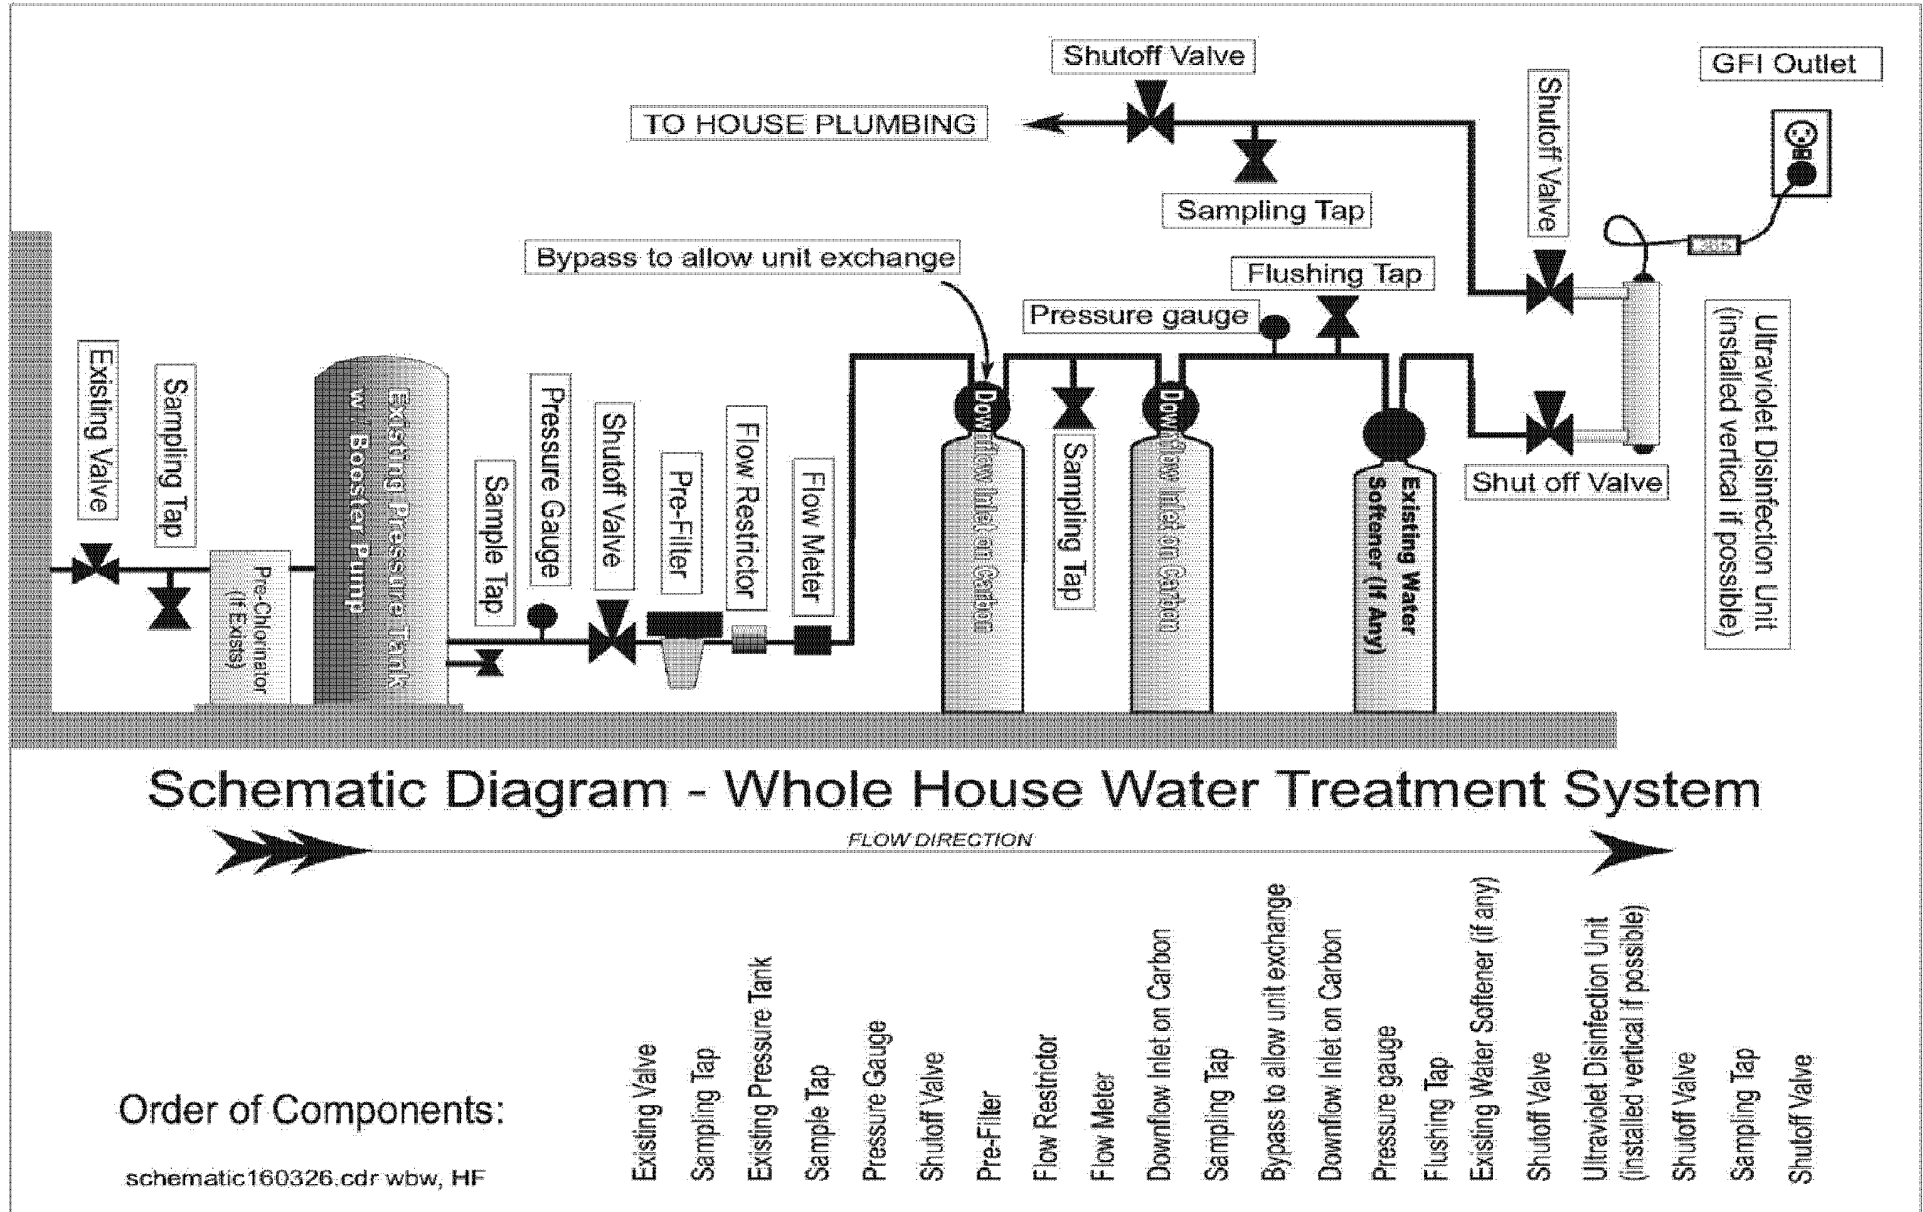 Shutoff Valve
GFI Outlet
TO HOUSE PLUMBING
Shutoff Valve
Sampling Tap
Bypass to allow unit exchange
Flushing Tap
Pressure gauge
Ultraviolet Disinfection Unit
(installed vertical if possible)
Existing Valve
Sampling Tap
Existing Pressure Tank
w/ Booster Pump
Pressure Gauge
Shutoff Valve
Sample Tap
Pre-Filter
Flow Restrictor
Flow Meter
Downflow Inlet on Carbon
Sampling Tap
Downflow Inlet on Carbon
Existing Water
Softener (If Any)
Shut off Valve
Pre-Chlorinator
(If Exists)
Schematic Diagram - Whole House Water Treatment System
FLOW DIRECTION
Order of Components:
Existing Valve
Sampling Tap
Existing Pressure Tank
Sample Tap
Pressure Gauge
Shutoff Valve
Pre-Filter
Flow Restrictor
Flow Meter
Downflow Inlet on Carbon
Sampling Tap
Bypass to allow unit exchange
Downflow Inlet on Carbon
Pressure gauge
Flushing Tap
Existing Water Softener (if any)
Shutoff Valve
Ultraviolet Disinfection Unit
(installed vertical if possible)
Shutoff Valve
Sampling Tap
Shutoff Valve
schematic160326.cdr wbw, HF